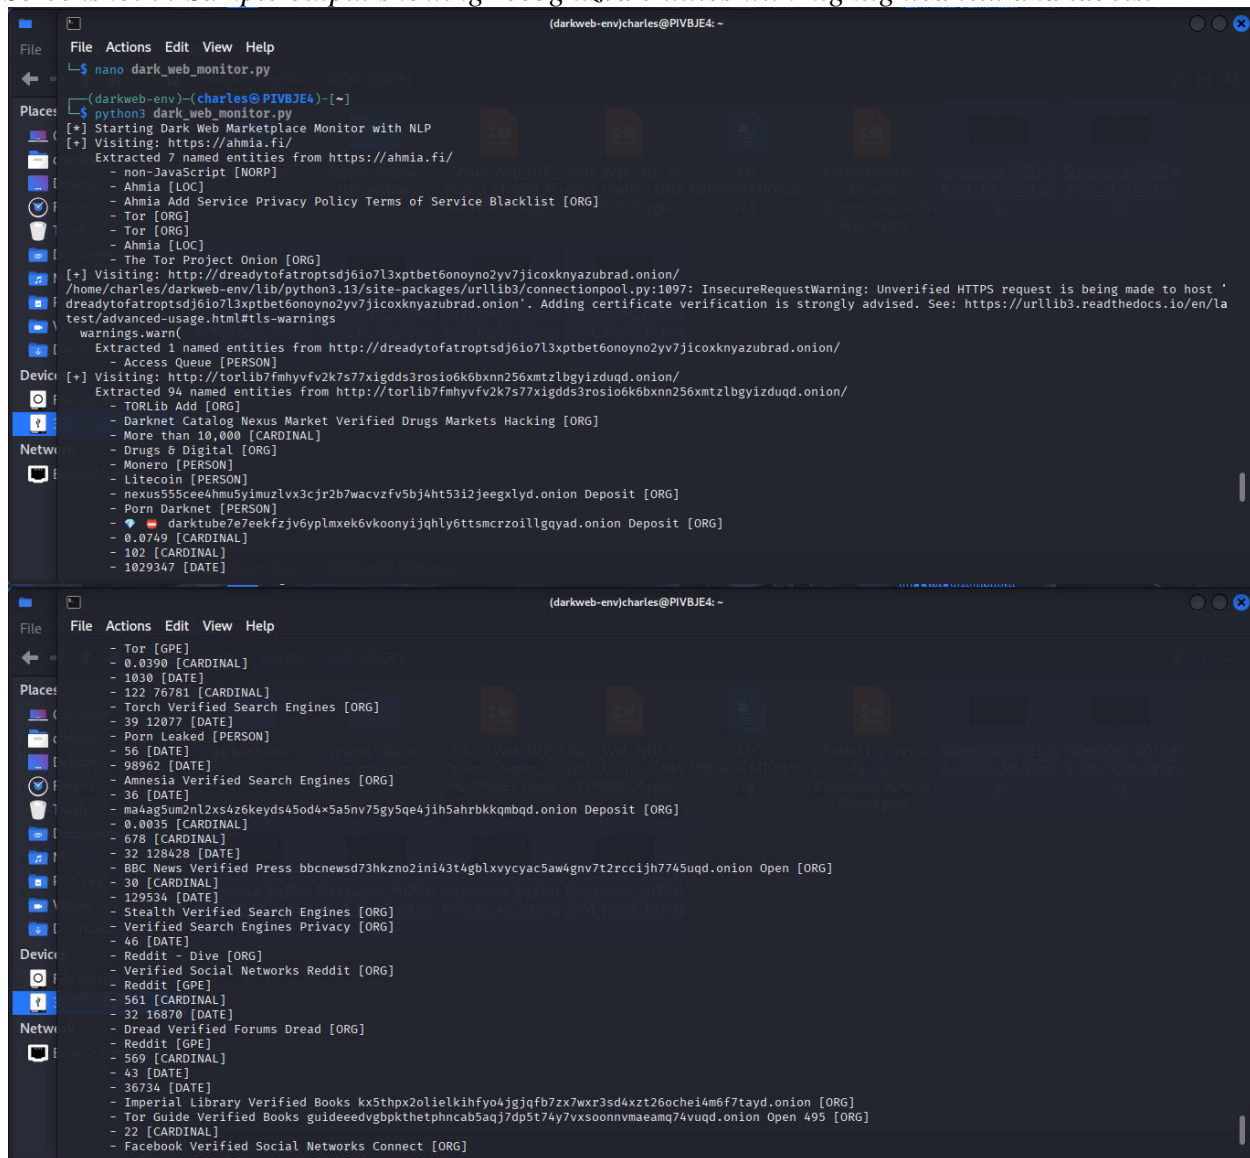 (darkweb-env)charles@PIVBJE4: ~
File Actions Edit View Help
└─$ nano dark_web_monitor.py
┌──(darkweb-env)─(charles㉿PIVBJE4)-[~]
└─$ python3 dark_web_monitor.py
[*] Starting Dark Web Marketplace Monitor with NLP
[+] Visiting: https://ahmia.fi/
Extracted 7 named entities from https://ahmia.fi/
- non-JavaScript [NORP]
- Ahmia [LOC]
- Ahmia Add Service Privacy Policy Terms of Service Blacklist [ORG]
- Tor [ORG]
- Tor [ORG]
- Ahmia [LOC]
- The Tor Project Onion [ORG]
[+] Visiting: http://dreadytofatroptsdj6io7l3xptbet6onoyno2yv7jicoxknyazubrad.onion/
/home/charles/darkweb-env/lib/python3.13/site-packages/urllib3/connectionpool.py:1097: InsecureRequestWarning: Unverified HTTPS request is being made to host '
dreadytofatroptsdj6io7l3xptbet6onoyno2yv7jicoxknyazubrad.onion'. Adding certificate verification is strongly advised. See: https://urllib3.readthedocs.io/en/la
test/advanced-usage.html#tls-warnings
warnings.warn(
Extracted 1 named entities from http://dreadytofatroptsdj6io7l3xptbet6onoyno2yv7jicoxknyazubrad.onion/
- Access Queue [PERSON]
[+] Visiting: http://torlib7fmhyvfv2k7s77xigdds3rosio6k6bxnn256xmtzlbgyizduqd.onion/
Extracted 94 named entities from http://torlib7fmhyvfv2k7s77xigdds3rosio6k6bxnn256xmtzlbgyizduqd.onion/
- TORLib Add [ORG]
- Darknet Catalog Nexus Market Verified Drugs Markets Hacking [ORG]
- More than 10,000 [CARDINAL]
- Drugs & Digital [ORG]
- Monero [PERSON]
- Litecoin [PERSON]
- nexus555cee4hmu5yimuzlvx3cjr2b7wacvzfv5bj4ht53i2jeegxlyd.onion Deposit [ORG]
- Porn Darknet [PERSON]
- 💎 📛 darktube7e7eekfzjv6yplmxek6vkoonyijqhly6ttsmcrzoillgqyad.onion Deposit [ORG]
- 0.0749 [CARDINAL]
- 102 [CARDINAL]
- 1029347 [DATE]
File
Places
Network
(darkweb-env)charles@PIVBJE4: ~
File Actions Edit View Help
- Tor [GPE]
- 0.0390 [CARDINAL]
- 1030 [DATE]
- 122 76781 [CARDINAL]
- Torch Verified Search Engines [ORG]
- 39 12077 [DATE]
- Porn Leaked [PERSON]
- 56 [DATE]
- 98962 [DATE]
- Amnesia Verified Search Engines [ORG]
- 36 [DATE]
- ma4ag5um2nl2xs4z6keyds45od4×5a5nv75gy5qe4jih5ahrbkkqmbqd.onion Deposit [ORG]
- 0.0035 [CARDINAL]
- 678 [CARDINAL]
- 32 128428 [DATE]
- BBC News Verified Press bbcnewsd73hkzno2ini43t4gblxvycyac5aw4gnv7t2rccijh7745uqd.onion Open [ORG]
- 30 [CARDINAL]
- 129534 [DATE]
- Stealth Verified Search Engines [ORG]
- Verified Search Engines Privacy [ORG]
- 46 [DATE]
- Reddit - Dive [ORG]
- Verified Social Networks Reddit [ORG]
- Reddit [GPE]
- 561 [CARDINAL]
- 32 16870 [DATE]
- Dread Verified Forums Dread [ORG]
- Reddit [GPE]
- 569 [CARDINAL]
- 43 [DATE]
- 36734 [DATE]
- Imperial Library Verified Books kx5thpx2olielkihfyo4jgjqfb7zx7wxr3sd4xzt26ochei4m6f7tayd.onion [ORG]
- Tor Guide Verified Books guideeedvgbpkthetphncab5aqj7dp5t74y7vxsoonnvmaeamq74vuqd.onion Open 495 [ORG]
- 22 [CARDINAL]
- Facebook Verified Social Networks Connect [ORG]
File
Places